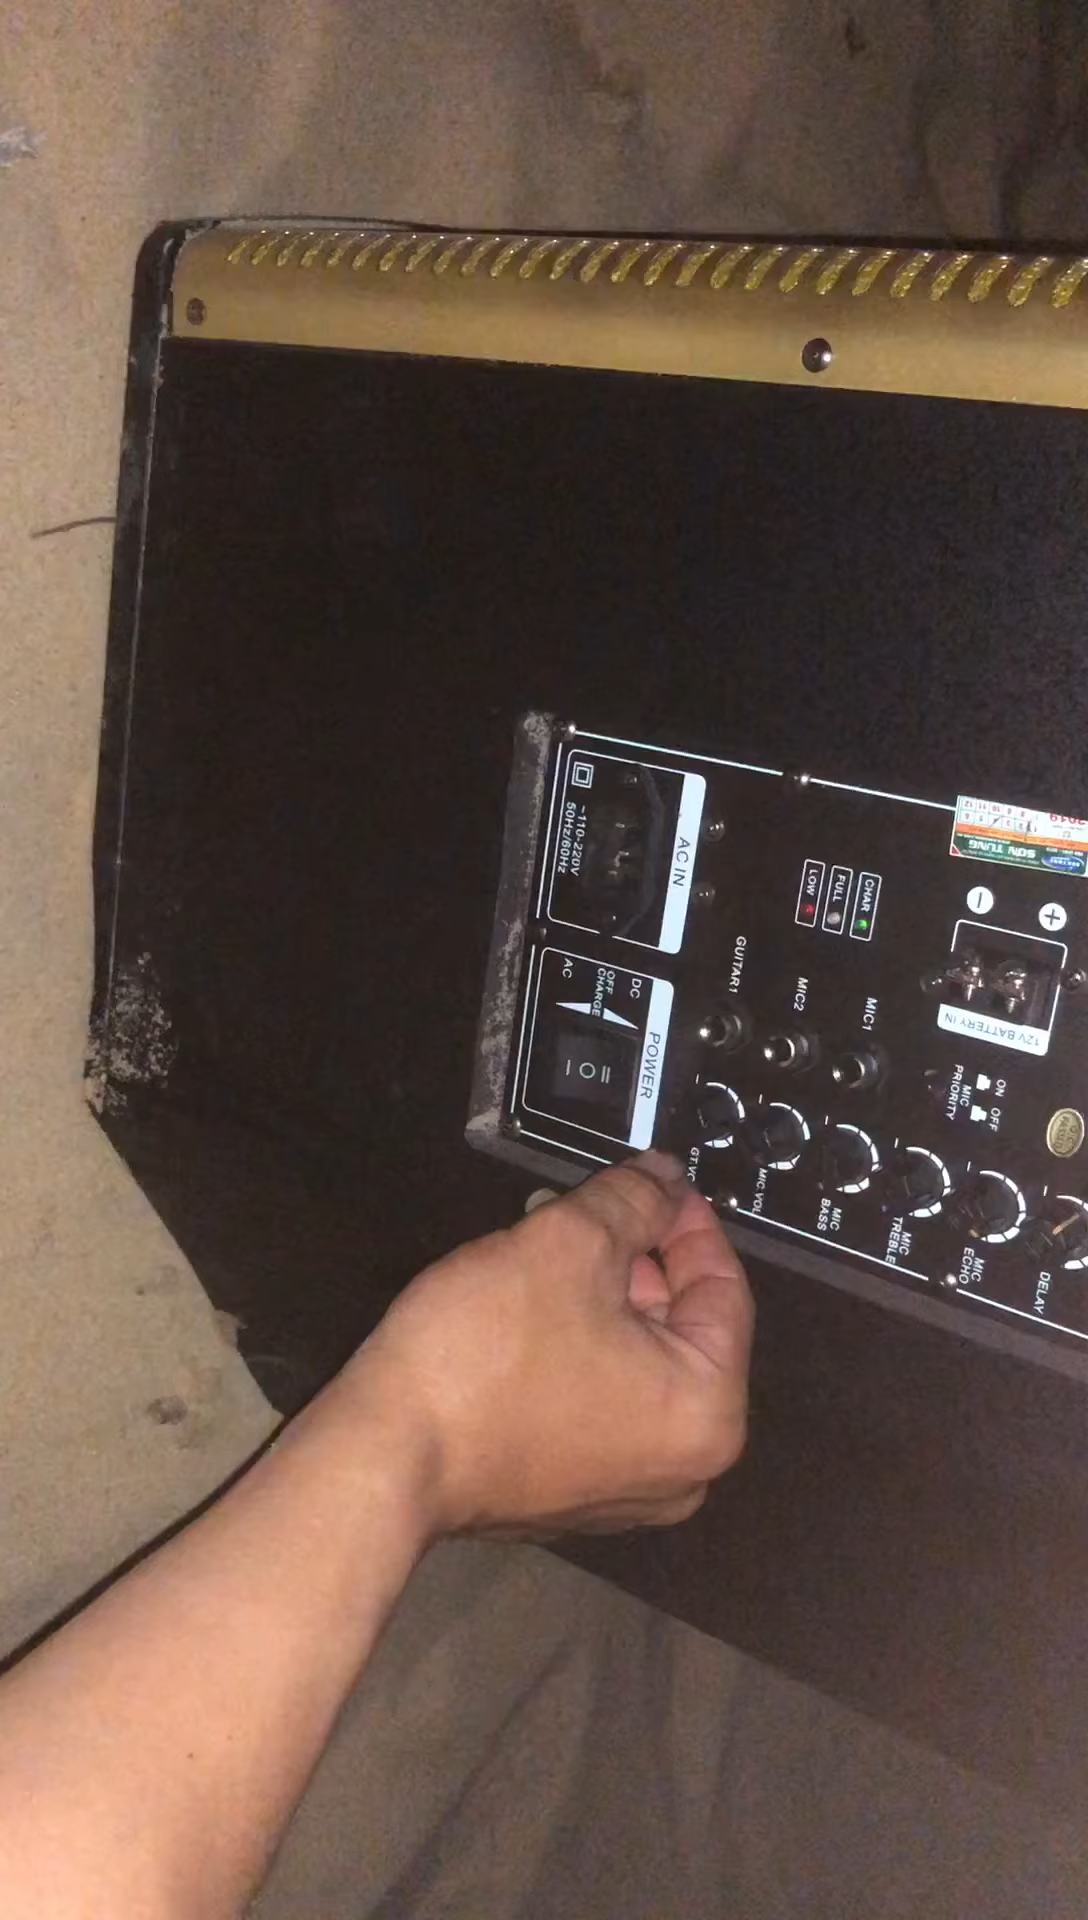 AC IN
~110-220V
50Hz/60Hz
POWER
DC
OFF
CHARGE
AC
CHAR
FULL
LOW
GUITAR1
MIC2
MIC1
12V BATTERY IN
ON
OFF
MIC
PRIORITY
MIC VOL
MIC
BASS
MIC
TREBLE
MIC
ECHO
DELAY
SON TUNG
2019